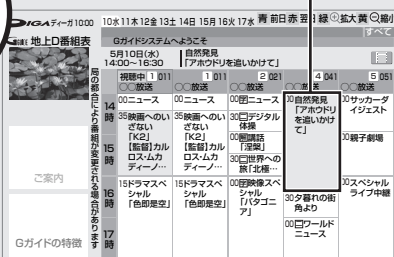 DIGA ディーガ 10:00 10水 11木 12金 13土 14日 15月 16火 17水 青 前日 赤 翌日 緑 拡大 黄 縮小
すべて
地上D番組表
Gガイドシステムへようこそ
5月10日(水)
14:00～16:30
自然発見
「アホウドリを追いかけて」
局の都合により番組が変更される場合があります
視聴中 1 011
○○放送
1 011
○○放送
2 021
○○放送
4 041
○○放送
5 051
○○放送
14時
15時
16時
17時
00ニュース
35映画へのい
ざない
「K2」
【監督】カル
ロス・ムカ
ディーノ…
15ドラマスペ
シャル
「色即是空」
00ニュース
35映画へのい
ざない
「K2」
【監督】カル
ロス・ムカ
ディーノ…
15ドラマスペ
シャル
「色即是空」
00ニュース
30デジタル
体操
00講話
「涅槃」
30世界への
旅「北極…
00映像スペ
シャル
「パタゴニ
ア」
00自然発見
「アホウドリ
を追いかけ
て」
30夕暮れの街
角より
00ワールド
ニュース
00サッカーダ
イジェスト
00親子劇場
00スペシャル
ライブ中継
ご案内
Gガイドの特徴